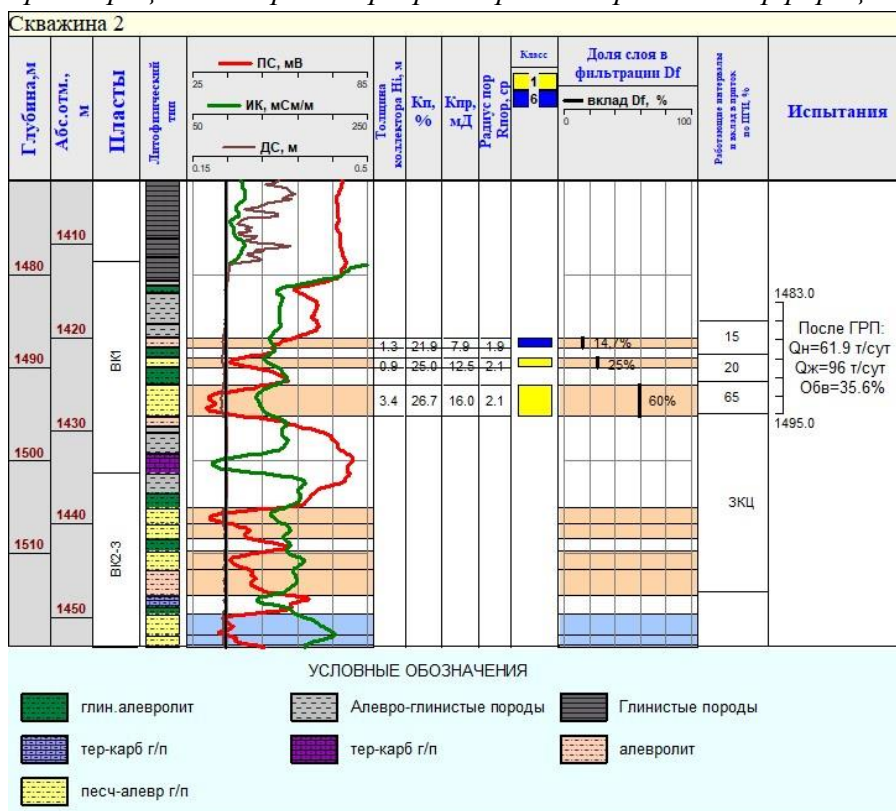 Скважина 2
Глубина,м
Абс.отм., м
Пласты
Литофизический тип
ПС, мВ
25 85
ИК, мСм/м
50 250
ДС, м
0.15 0.5
Толщина коллектора Hi, м
Кп, %
Кпр, мД
Радиус пор Rпор, ср
Класс
1
6
Доля слоя в фильтрации Df
вклад Df, %
0 100
Работающие интервалы и вклад в приток по ПГИ, %
Испытания
1410
1480
1483.0
1420
1.3 21.9 7.9 1.9 14.7% 15
После ГРП:
Qн=61.9 т/сут
Qж=96 т/сут
Обв=35.6%
ВК1
1490
0.9 25.0 12.5 2.1 25% 20
3.4 26.7 16.0 2.1 60% 65
1430
1495.0
1500
ЗКЦ
1440
1510
ВК2-3
1450
УСЛОВНЫЕ ОБОЗНАЧЕНИЯ
глин.алевролит Алевро-глинистые породы Глинистые породы
тер-карб г/п тер-карб г/п алевролит
песч-алевр г/п